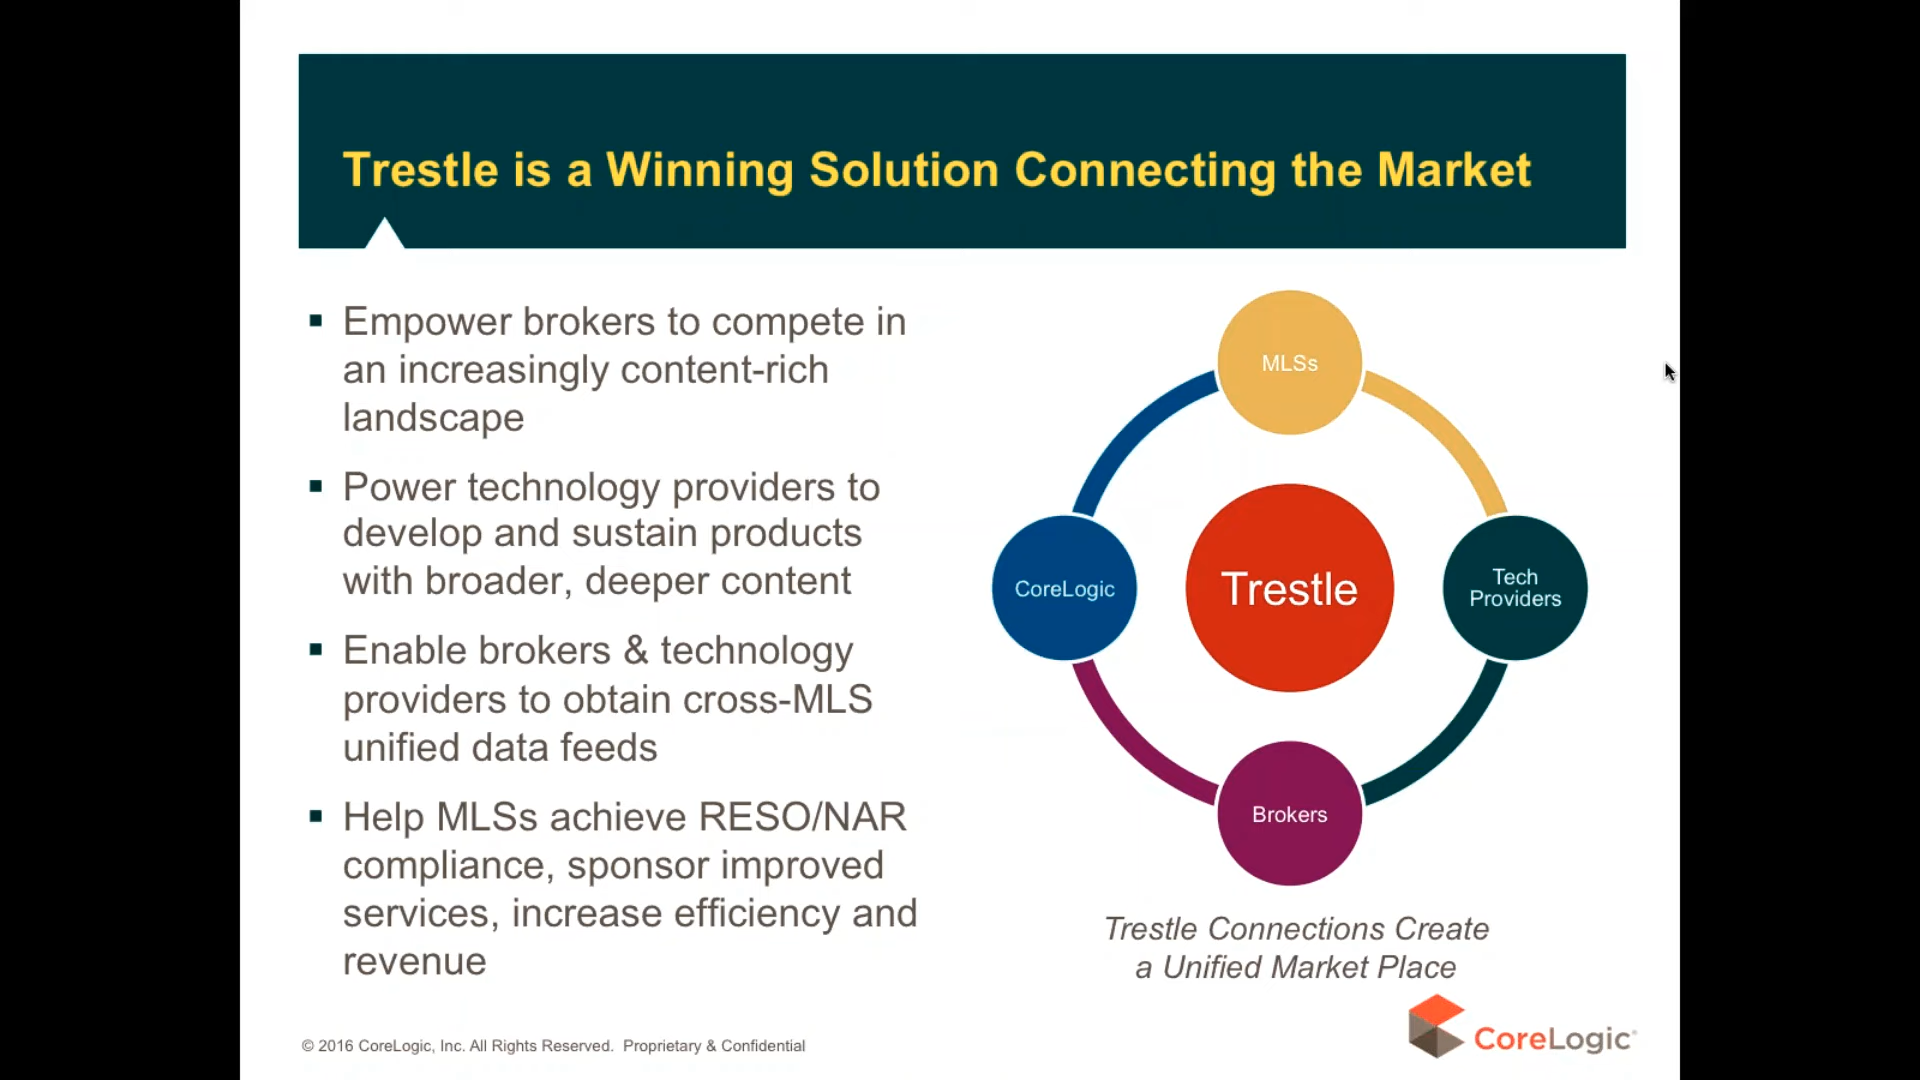 Trestle is a Winning Solution Connecting the Market
▪ Empower brokers to compete in
an increasingly content-rich
landscape
▪ Power technology providers to
develop and sustain products
with broader, deeper content
▪ Enable brokers & technology
providers to obtain cross-MLS
unified data feeds
▪ Help MLSs achieve RESO/NAR
compliance, sponsor improved
services, increase efficiency and
revenue
MLSs
CoreLogic
Trestle
Tech
Providers
Brokers
Trestle Connections Create
a Unified Market Place
© 2016 CoreLogic, Inc. All Rights Reserved. Proprietary & Confidential
CoreLogic